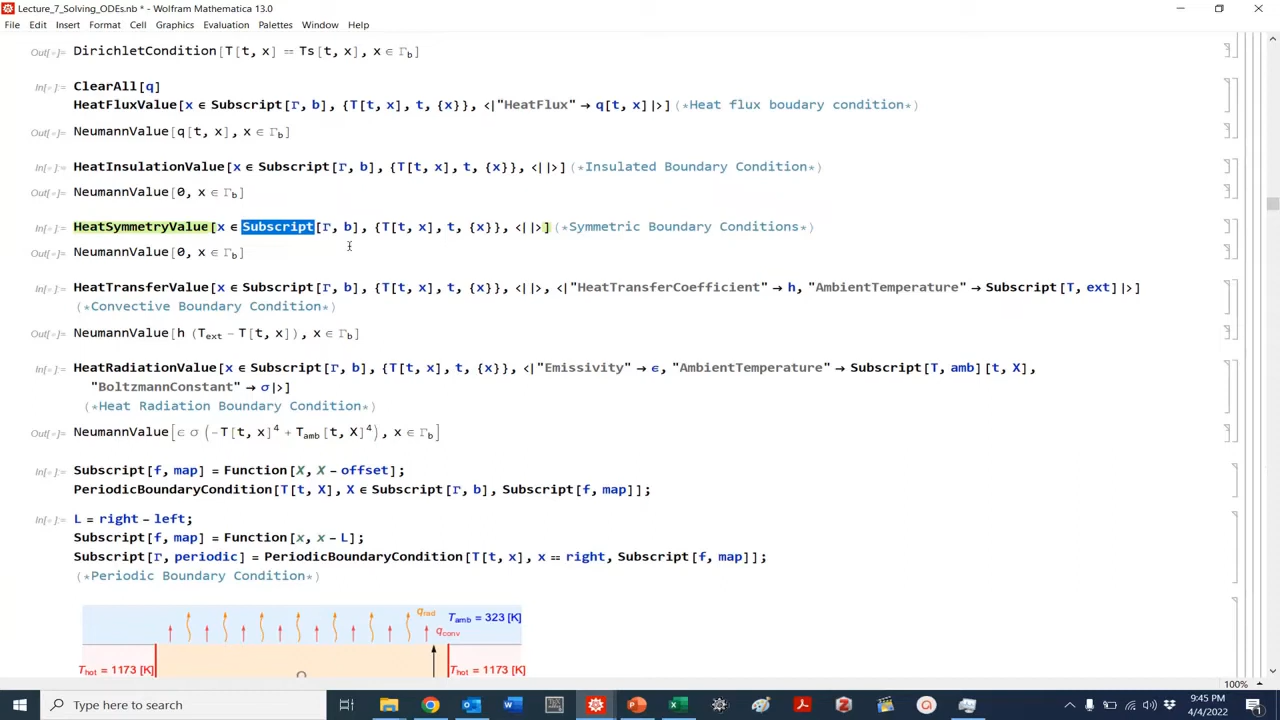 Lecture_7_Solving_ODEs.nb * - Wolfram Mathematica 13.0
File Edit Insert Format Cell Graphics Evaluation Palettes Window Help
Out[•]= DirichletCondition[T[t, x] == Ts[t, x], x ∈ Γb]
In[•]:= ClearAll[q]
HeatFluxValue[x ∈ Subscript[Γ, b], {T[t, x], t, {x}}, <|"HeatFlux" → q[t, x]|>] (*Heat flux boudary condition*)
Out[•]= NeumannValue[q[t, x], x ∈ Γb]
In[•]:= HeatInsulationValue[x ∈ Subscript[Γ, b], {T[t, x], t, {x}}, <||>] (*Insulated Boundary Condition*)
Out[•]= NeumannValue[0, x ∈ Γb]
In[•]:= HeatSymmetryValue[x ∈ Subscript[Γ, b], {T[t, x], t, {x}}, <||>] (*Symmetric Boundary Conditions*)
Out[•]= NeumannValue[0, x ∈ Γb]
In[•]:= HeatTransferValue[x ∈ Subscript[Γ, b], {T[t, x], t, {x}}, <||>, <|"HeatTransferCoefficient" → h, "AmbientTemperature" → Subscript[T, ext]|>]
(*Convective Boundary Condition*)
Out[•]= NeumannValue[h (Text - T[t, x]), x ∈ Γb]
In[•]:= HeatRadiationValue[x ∈ Subscript[Γ, b], {T[t, x], t, {x}}, <|"Emissivity" → ϵ, "AmbientTemperature" → Subscript[T, amb][t, X],
"BoltzmannConstant" → σ|>]
(*Heat Radiation Boundary Condition*)
Out[•]= NeumannValue[ϵ σ (-T[t, x]^4 + Tamb[t, X]^4), x ∈ Γb]
In[•]:= Subscript[f, map] = Function[X, X - offset];
PeriodicBoundaryCondition[T[t, X], X ∈ Subscript[Γ, b], Subscript[f, map]];
In[•]:= L = right - left;
Subscript[f, map] = Function[x, x - L];
Subscript[Γ, periodic] = PeriodicBoundaryCondition[T[t, x], x == right, Subscript[f, map]];
(*Periodic Boundary Condition*)
qrad Tamb = 323 [K]
qconv
Thot = 1173 [K] Thot = 1173 [K]
100%
Type here to search
9:45 PM
4/4/2022